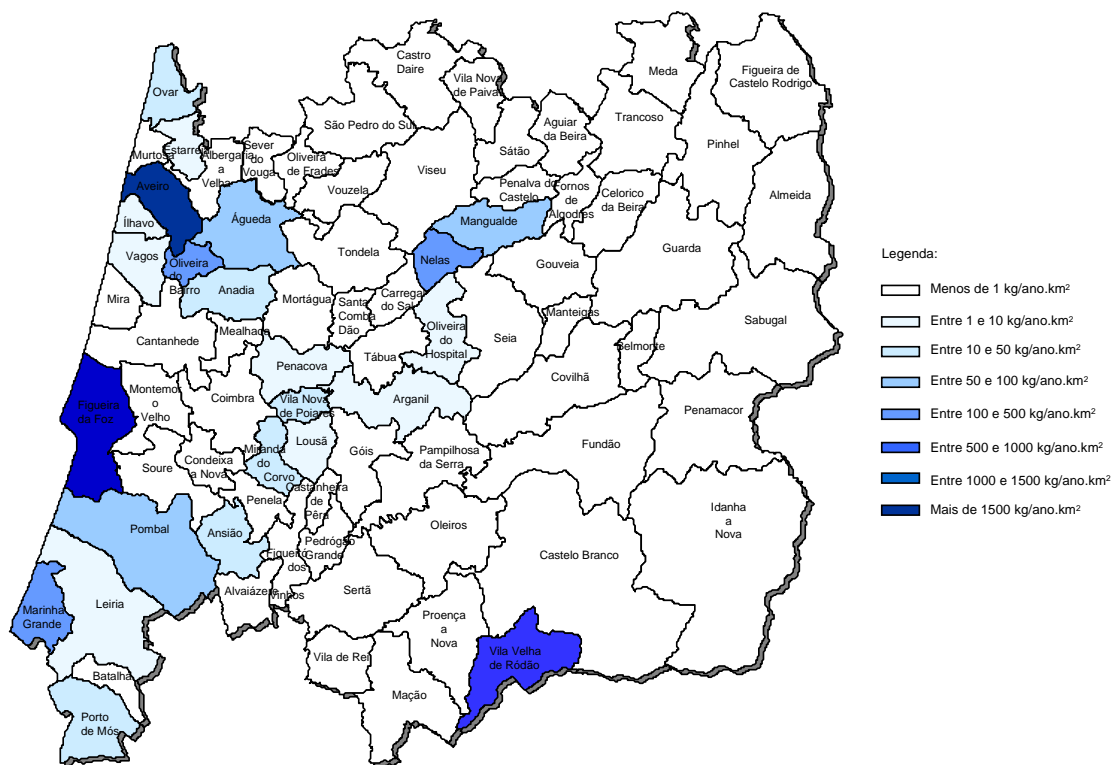 Castro
Daire
Meda
Figueira de
Castelo Rodrigo
Vila Nova
de Paiva
Ovar
Trancoso
São Pedro do Sul
Aguiar
da Beira
Pinhel
Estarreja
Murtosa
Albergaria
a
Velha
Sever
do
Vouga
Oliveira
de Frades
Sátão
Viseu
Vouzela
Penalva do
Castelo
Fornos
de
Algodres
Celorico
da Beira
Almeida
Aveiro
Ílhavo
Águeda
Mangualde
Guarda
Vagos
Oliveira
do
Bairro
Tondela
Nelas
Gouveia
Legenda:
Anadia
Mira
Mortágua
Santa
Comba
Dão
Carregal
do Sal
Manteigas
Sabugal
Menos de 1 kg/ano.km²
Entre 1 e 10 kg/ano.km²
Entre 10 e 50 kg/ano.km²
Entre 50 e 100 kg/ano.km²
Entre 100 e 500 kg/ano.km²
Entre 500 e 1000 kg/ano.km²
Entre 1000 e 1500 kg/ano.km²
Mais de 1500 kg/ano.km²
Cantanhede
Mealhada
Oliveira
do
Hospital
Seia
Belmonte
Tábua
Penacova
Covilhã
Figueira
da Foz
Montemor
o
Velho
Coimbra
Arganil
Vila Nova
de Poiares
Penamacor
Lousã
Góis
Pampilhosa
da Serra
Fundão
Miranda
do
Corvo
Soure
Condeixa
a Nova
Castanheira
de
Pêra
Penela
Idanha
a
Nova
Pombal
Ansião
Oleiros
Pedrógão
Grande
Castelo Branco
Figueiró
dos
Vinhos
Alvaiázere
Sertã
Leiria
Marinha
Grande
Proença
a
Nova
Vila de Rei
Vila Velha
de Ródão
Batalha
Mação
Porto
de Mós